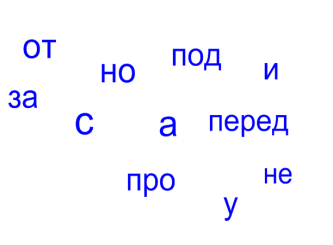 от
но
под
и
за
с
а
перед
про
не
у